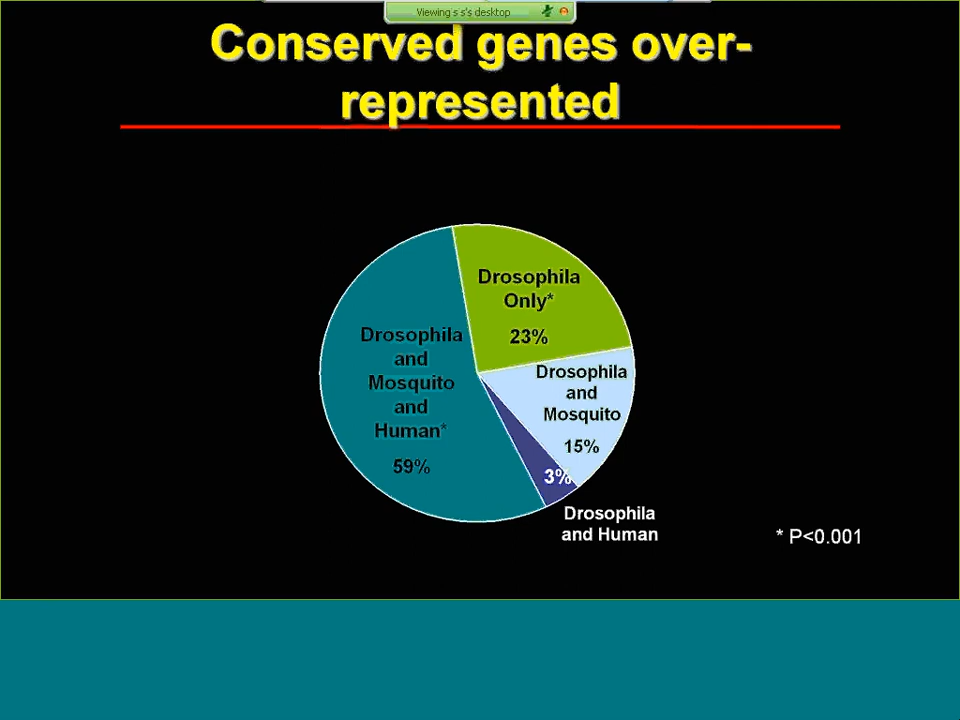 Viewing s s's desktop
Conserved genes over-
represented
Drosophila
Only*
23%
Drosophila
and
Mosquito
and
Human*
59%
Drosophila
and
Mosquito
15%
3%
Drosophila
and Human
* P<0.001